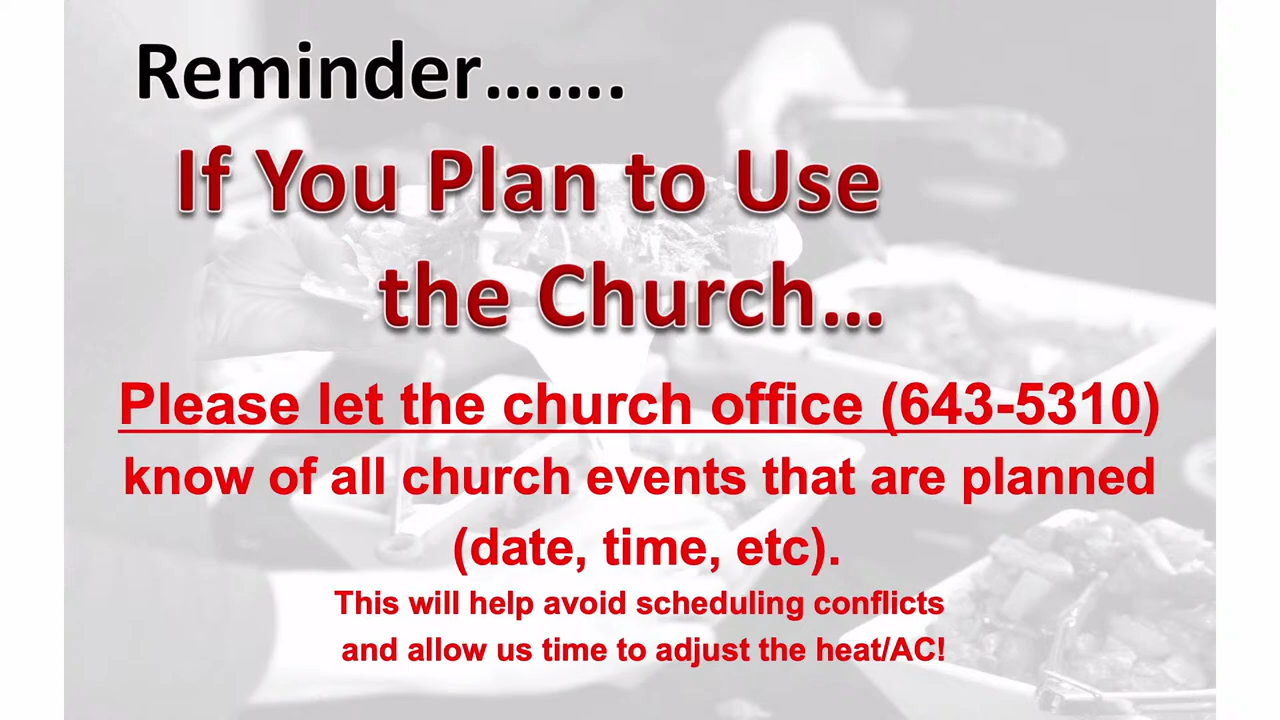 Reminder…….
If You Plan to Use
the Church…
Please let the church office (643-5310)
know of all church events that are planned
(date, time, etc).
This will help avoid scheduling conflicts
and allow us time to adjust the heat/AC!